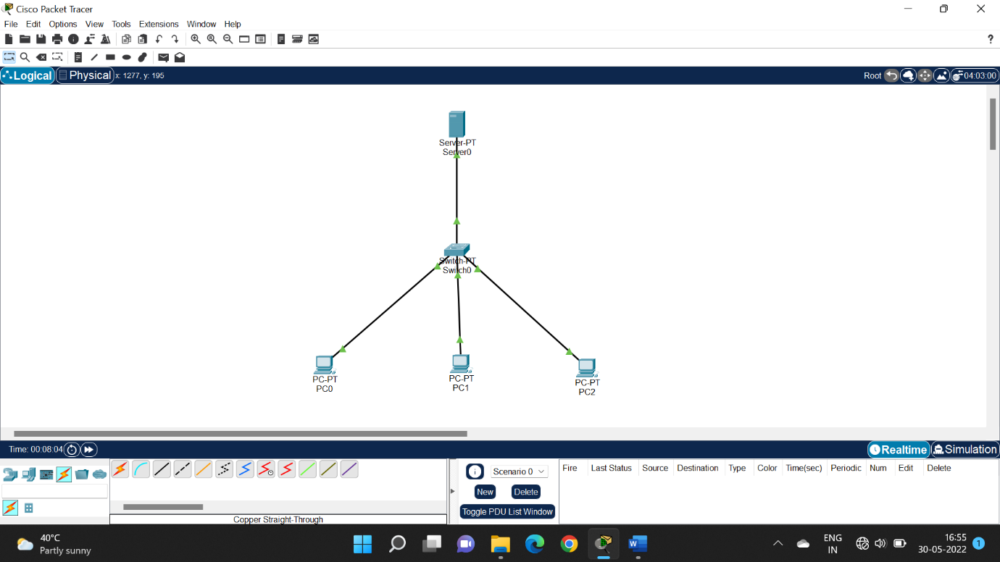 Cisco Packet Tracer
File Edit Options View Tools Extensions Window Help
Logical Physical x: 1277, y: 195 Root 04:03:00
Server-PT
Server0
Switch-PT
Switch0
PC-PT
PC0
PC-PT
PC1
PC-PT
PC2
Time: 00:08:04 Realtime Simulation
Scenario 0
New Delete
Toggle PDU List Window
Fire Last Status Source Destination Type Color Time(sec) Periodic Num Edit Delete
Copper Straight-Through
40°C
Partly sunny
ENG
IN
16:55
30-05-2022
1